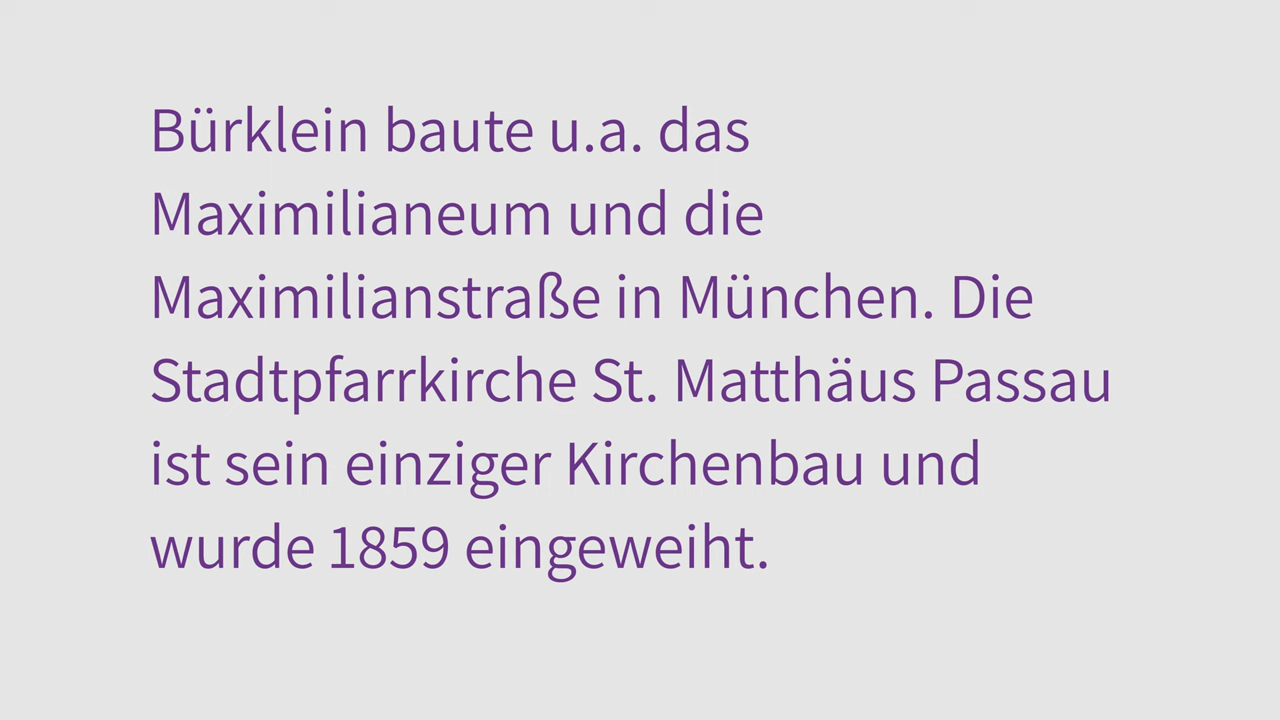 Bürklein baute u.a. das
Maximilianeum und die
Maximilianstraße in München. Die
Stadtpfarrkirche St. Matthäus Passau
ist sein einziger Kirchenbau und
wurde 1859 eingeweiht.